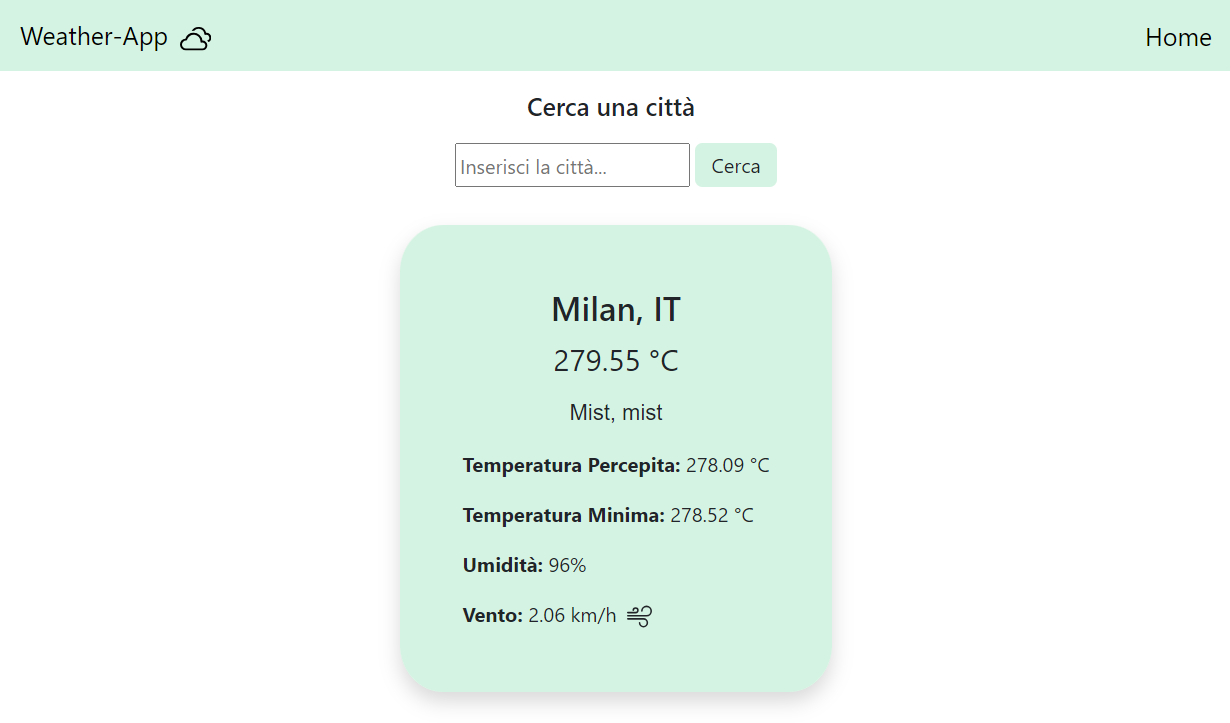 Weather-App
Home
Cerca una città
Inserisci la città...
Cerca
Milan, IT
279.55 °C
Mist, mist
Temperatura Percepita: 278.09 °C
Temperatura Minima: 278.52 °C
Umidità: 96%
Vento: 2.06 km/h